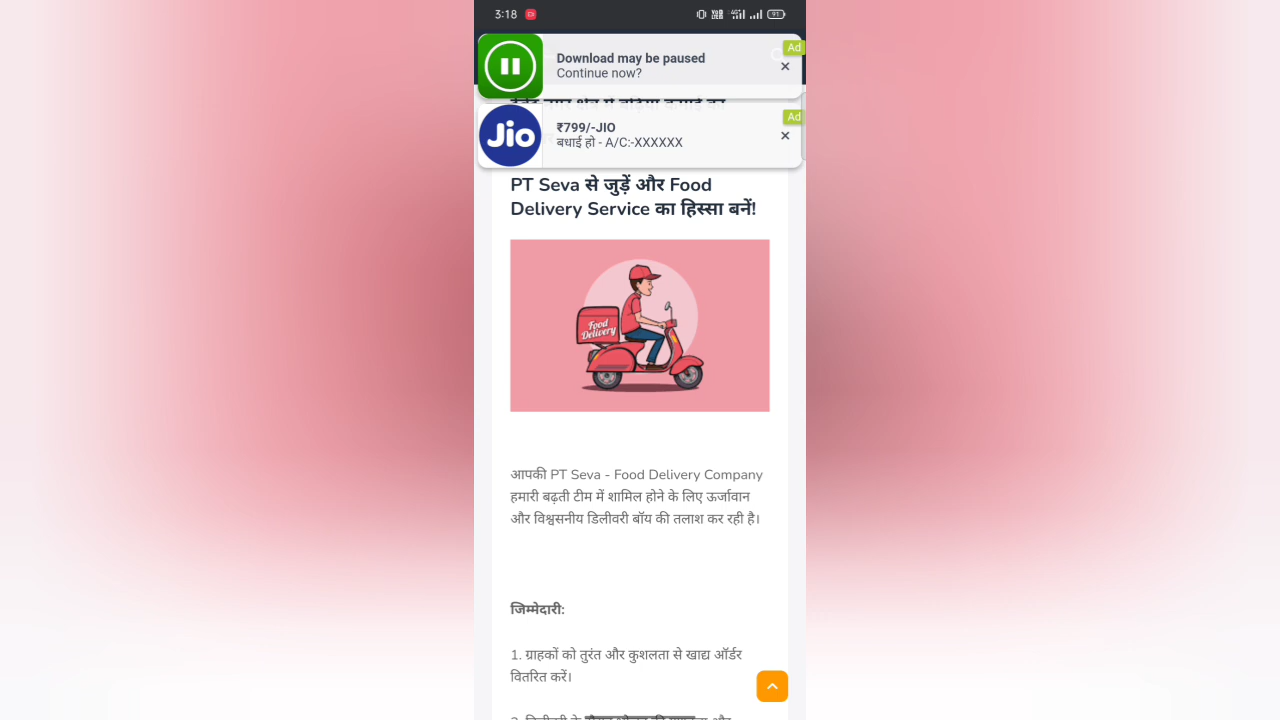 3:18
91
Ad
Download may be paused
Continue now?
Ad
Jio
₹799/-JIO
बधाई हो - A/C:-XXXXXX
PT Seva से जुड़ें और Food
Delivery Service का हिस्सा बनें!
Food
Delivery
आपकी PT Seva - Food Delivery Company
हमारी बढ़ती टीम में शामिल होने के लिए ऊर्जावान
और विश्वसनीय डिलीवरी बॉय की तलाश कर रही है।
जिम्मेदारी:
1. ग्राहकों को तुरंत और कुशलता से खाद्य ऑर्डर
वितरित करें।